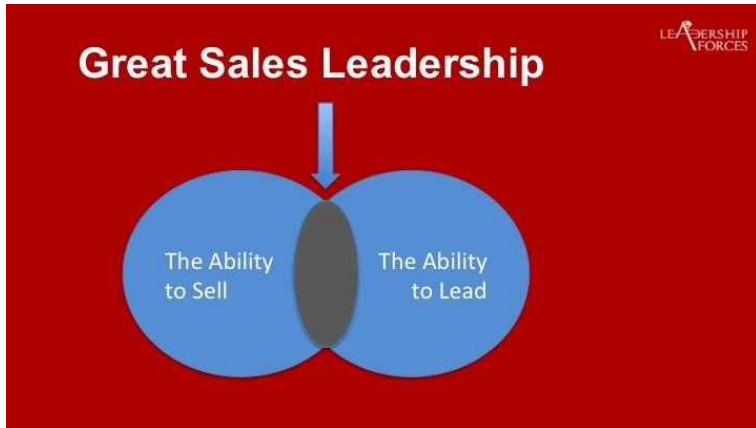 LEADERSHIP
FORCES
Great Sales Leadership
The Ability
to Sell
The Ability
to Lead